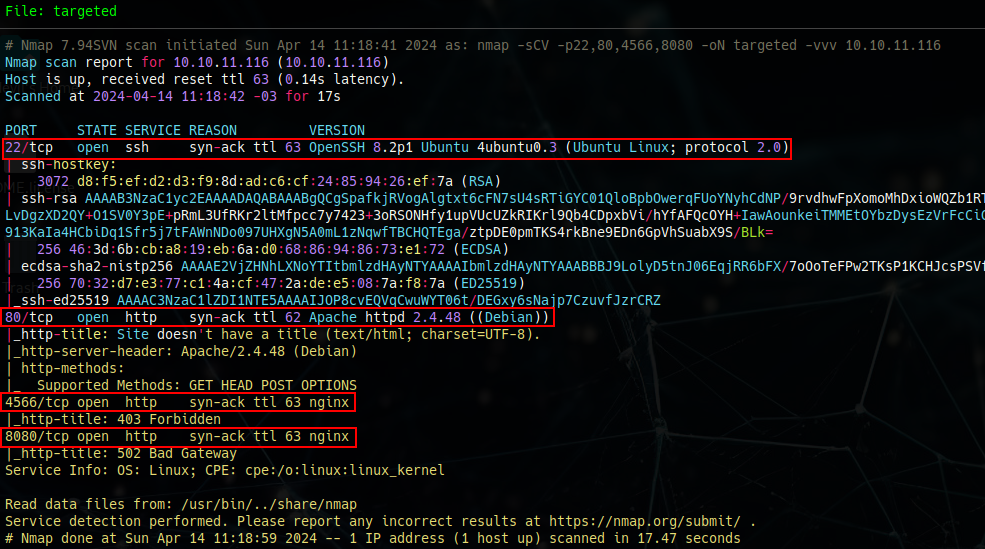 File: targeted
# Nmap 7.94SVN scan initiated Sun Apr 14 11:18:41 2024 as: nmap -sCV -p22,80,4566,8080 -oN targeted -vvv 10.10.11.116
Nmap scan report for 10.10.11.116 (10.10.11.116)
Host is up, received reset ttl 63 (0.14s latency).
Scanned at 2024-04-14 11:18:42 -03 for 17s
PORT     STATE SERVICE REASON         VERSION
22/tcp   open  ssh     syn-ack ttl 63 OpenSSH 8.2p1 Ubuntu 4ubuntu0.3 (Ubuntu Linux; protocol 2.0)
| ssh-hostkey:
|   3072 d8:f5:ef:d2:d3:f9:8d:ad:c6:cf:24:85:94:26:ef:7a (RSA)
| ssh-rsa AAAAB3NzaC1yc2EAAAADAQABAAABgQCgSpafkjRVogAlgtxt6cFN7sU4sRTiGYC01QloBpbOwerqFUoYNyhCdNP/9rvdhwFpXomoMhDxioWQZb1RT
LvDgzXD2QY+O1SV0Y3pE+pRmL3UfRKr2ltMfpcc7y7423+3oRSONHfy1upVUcUZkRIKrl9Qb4CDpxbVi/hYfAFQcOYH+IawAounkeiTMMEtOYbzDysEzVrFcCiG
913KaIa4HCbiDq1Sfr5j7tFAWnNDo097UHXgN5A0mL1zNqwfTBCHQTEga/ztpDE0pmTKS4rkBne9EDn6GpVhSuabX9S/BLk=
|   256 46:3d:6b:cb:a8:19:eb:6a:d0:68:86:94:86:73:e1:72 (ECDSA)
| ecdsa-sha2-nistp256 AAAAE2VjZHNhLXNoYTItbmlzdHAyNTYAAAAIbmlzdHAyNTYAAABBBJ9LolyD5tnJ06EqjRR6bFX/7oOoTeFPw2TKsP1KCHJcsPSVf
|   256 70:32:d7:e3:77:c1:4a:cf:47:2a:de:e5:08:7a:f8:7a (ED25519)
|_ssh-ed25519 AAAAC3NzaC1lZDI1NTE5AAAAIJOP8cvEQVqCwuWYT06t/DEGxy6sNajp7CzuvfJzrCRZ
80/tcp   open  http    syn-ack ttl 62 Apache httpd 2.4.48 ((Debian))
|_http-title: Site doesn't have a title (text/html; charset=UTF-8).
|_http-server-header: Apache/2.4.48 (Debian)
| http-methods:
|_  Supported Methods: GET HEAD POST OPTIONS
4566/tcp open  http    syn-ack ttl 63 nginx
|_http-title: 403 Forbidden
8080/tcp open  http    syn-ack ttl 63 nginx
|_http-title: 502 Bad Gateway
Service Info: OS: Linux; CPE: cpe:/o:linux:linux_kernel
Read data files from: /usr/bin/../share/nmap
Service detection performed. Please report any incorrect results at https://nmap.org/submit/ .
# Nmap done at Sun Apr 14 11:18:59 2024 -- 1 IP address (1 host up) scanned in 17.47 seconds